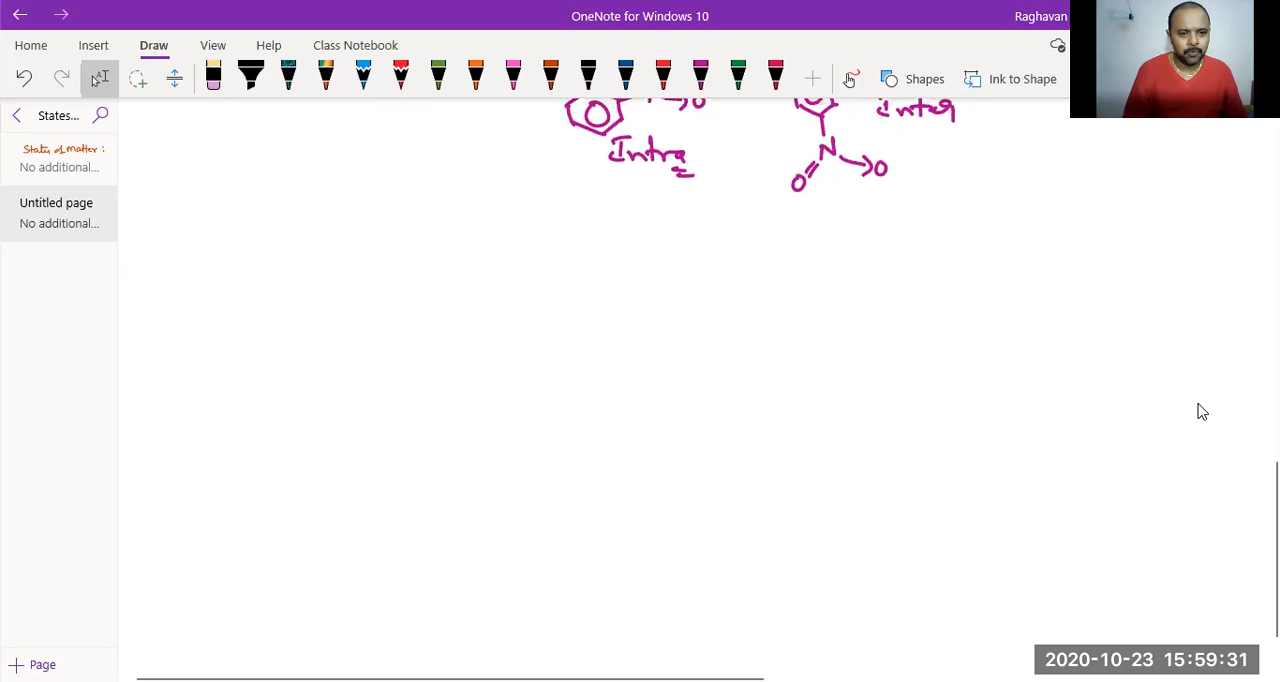 OneNote for Windows 10
Raghavan
Home Insert Draw View Help Class Notebook
Shapes Ink to Shape
States...
States of matter :
No additional...
Untitled page
No additional...
O
Inter
Intra
N
O
O
Page
2020-10-23 15:59:31